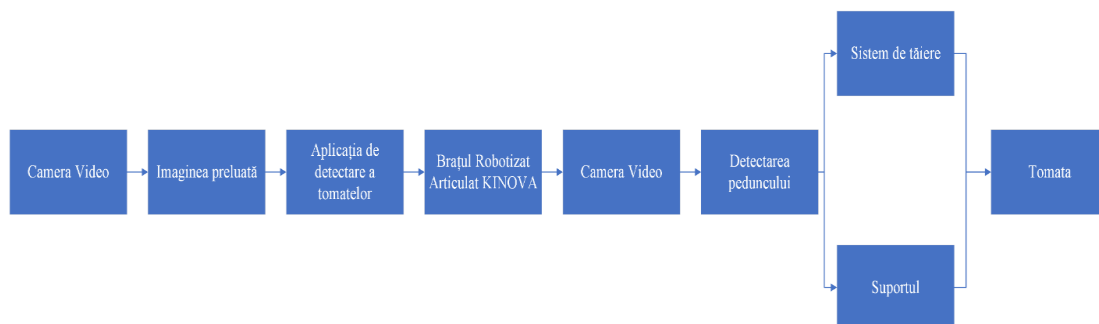 Camera Video
Imaginea preluată
Aplicația de
detectare a
tomatelor
Brațul Robotizat
Articulat KINOVA
Camera Video
Detectarea
peduncului
Sistem de tăiere
Suportul
Tomata